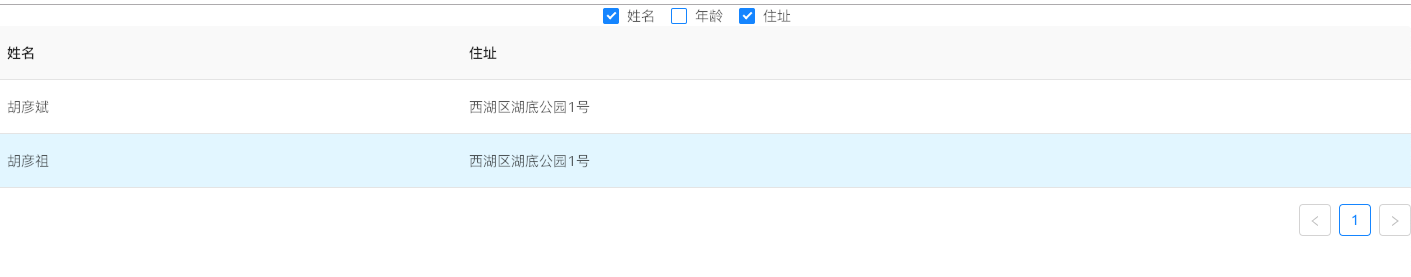 姓名 年龄 住址
姓名 住址
胡彦斌 西湖区湖底公园1号
胡彦祖 西湖区湖底公园1号
1